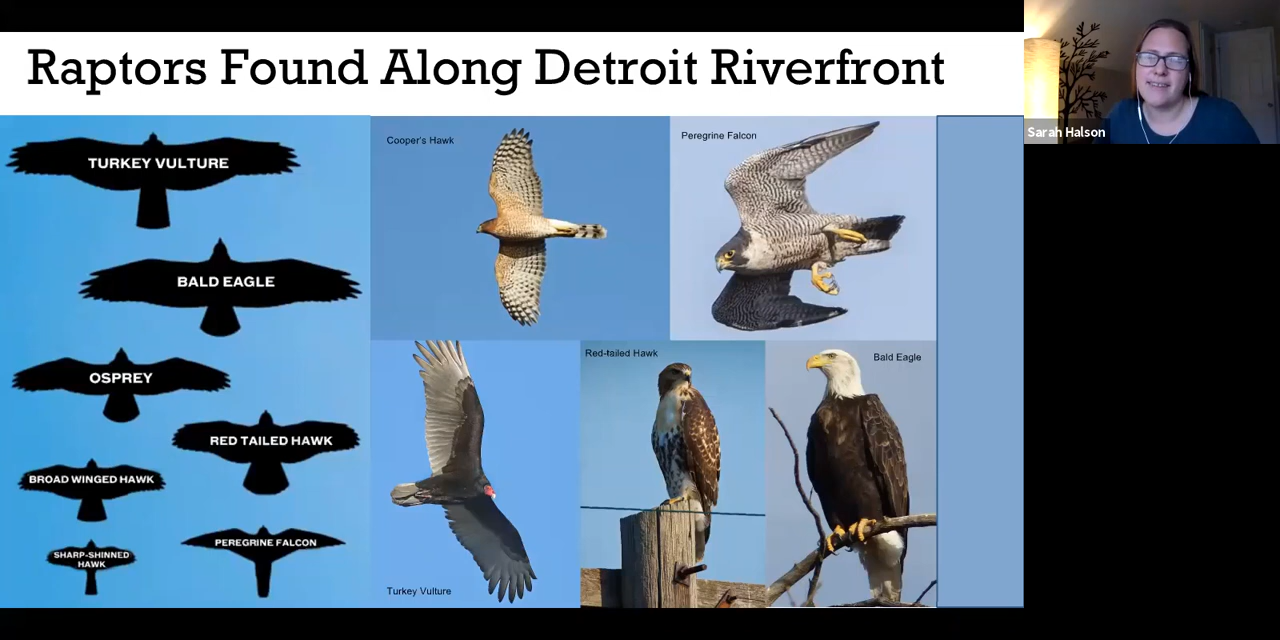 Raptors Found Along Detroit Riverfront
Sarah Halson
TURKEY VULTURE
BALD EAGLE
OSPREY
RED TAILED HAWK
BROAD WINGED HAWK
PEREGRINE FALCON
SHARP-SHINNED
HAWK
Cooper's Hawk
Peregrine Falcon
Turkey Vulture
Red-tailed Hawk
Bald Eagle